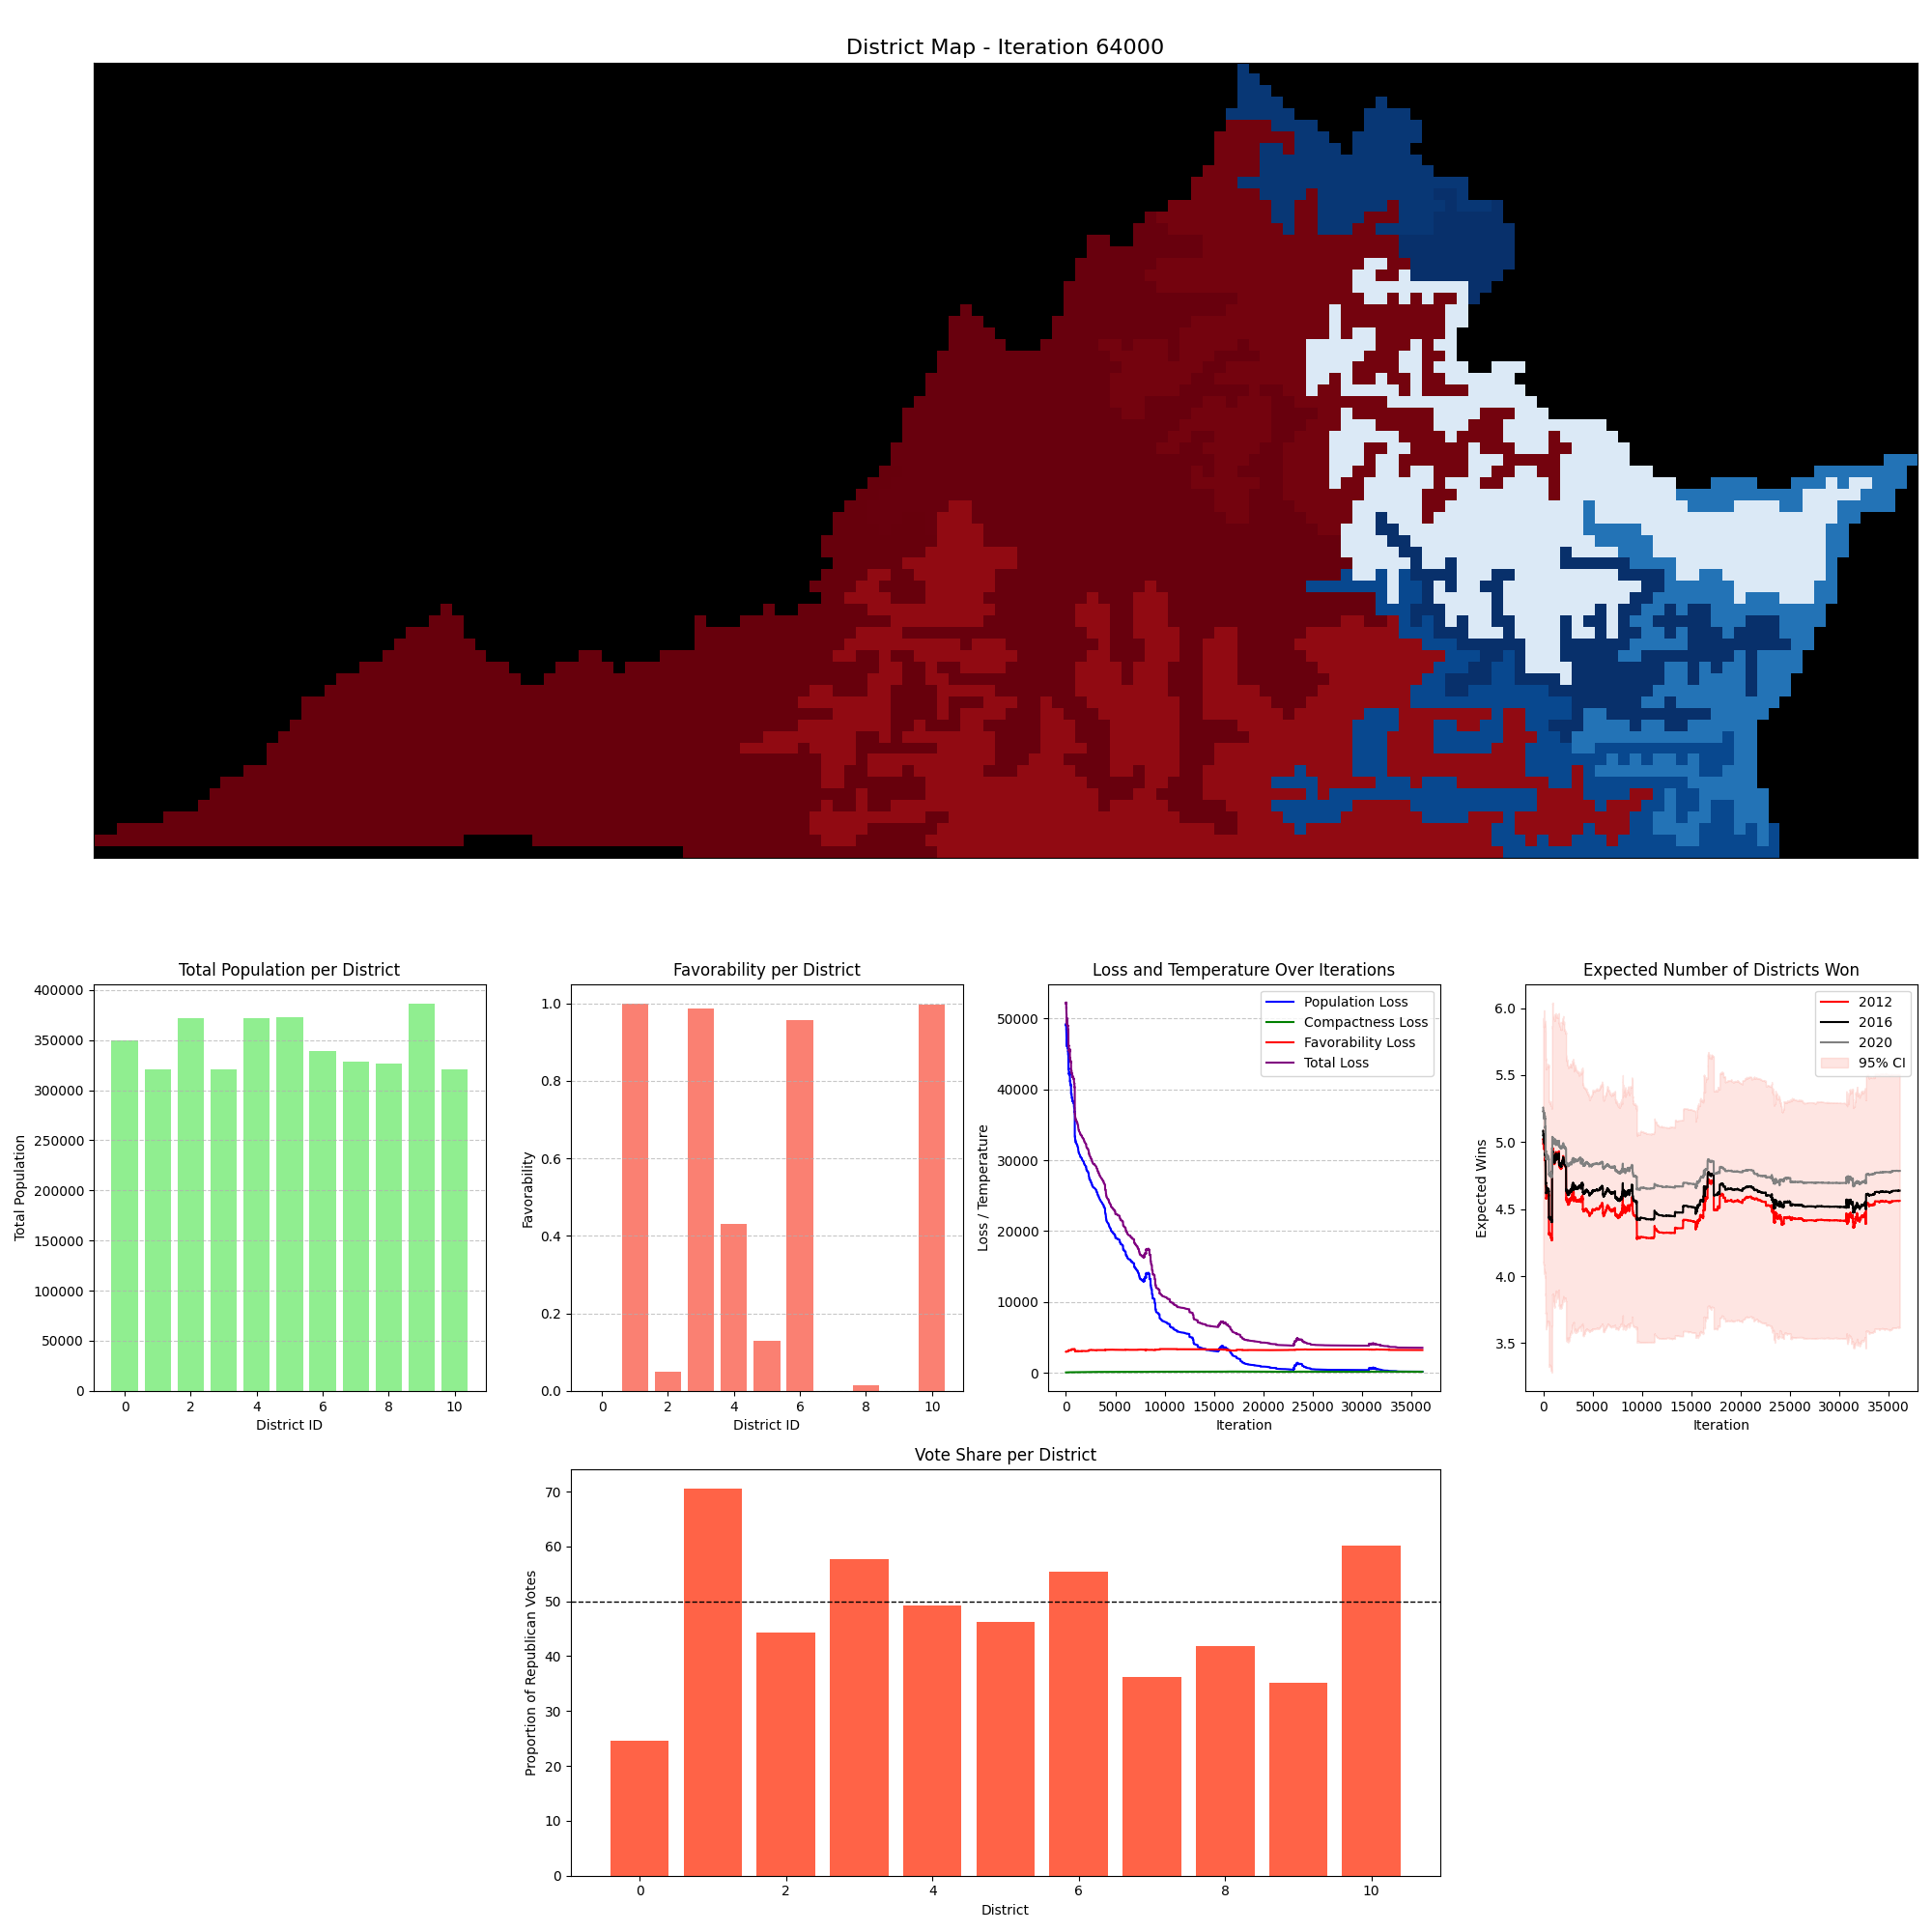 District Map - Iteration 64000
Total Population per District
400000
350000
300000
250000
200000
150000
100000
50000
0
Total Population
0 2 4 6 8 10
District ID
Favorability per District
1.0
0.8
0.6
0.4
0.2
0.0
Favorability
0 2 4 6 8 10
District ID
Loss and Temperature Over Iterations
Population Loss
Compactness Loss
Favorability Loss
Total Loss
50000
40000
30000
20000
10000
0
Loss / Temperature
0 5000 10000 15000 20000 25000 30000 35000
Iteration
Expected Number of Districts Won
2012
2016
2020
95% CI
6.0
5.5
5.0
4.5
4.0
3.5
Expected Wins
0 5000 10000 15000 20000 25000 30000 35000
Iteration
Vote Share per District
70
60
50
40
30
20
10
0
Proportion of Republican Votes
0 2 4 6 8 10
District